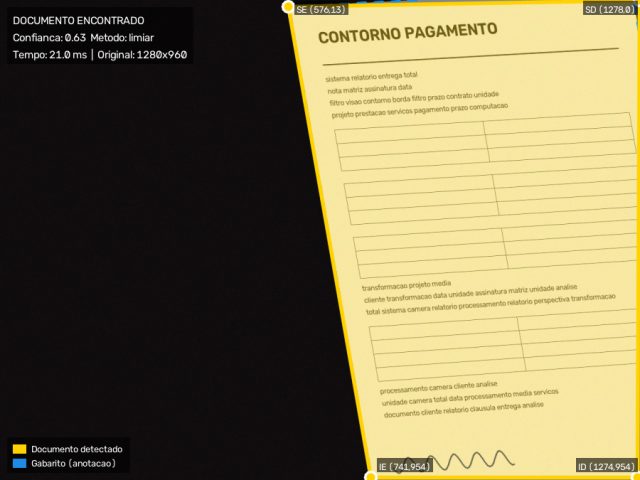 DOCUMENTO ENCONTRADO
Confianca: 0.63 Metodo: limiar
Tempo: 21.0 ms | Original: 1280x960
SE (576,13)
SD (1278,0)
CONTORNO PAGAMENTO
sistema relatorio entrega total
nota matriz assinatura data
filtro visao contorno borda filtro prazo contrato unidade
projeto prestacao servicos pagamento prazo computacao
transformacao projeto media
cliente transformacao data unidade assinatura matriz unidade analise
total sistema camera relatorio processamento relatorio perspectiva transformacao
processamento camera cliente analise
unidade camera total data processamento media servicos
documento cliente relatorio clausula entrega analise
Documento detectado
Gabarito (anotacao)
IE (741,954)
ID (1274,954)